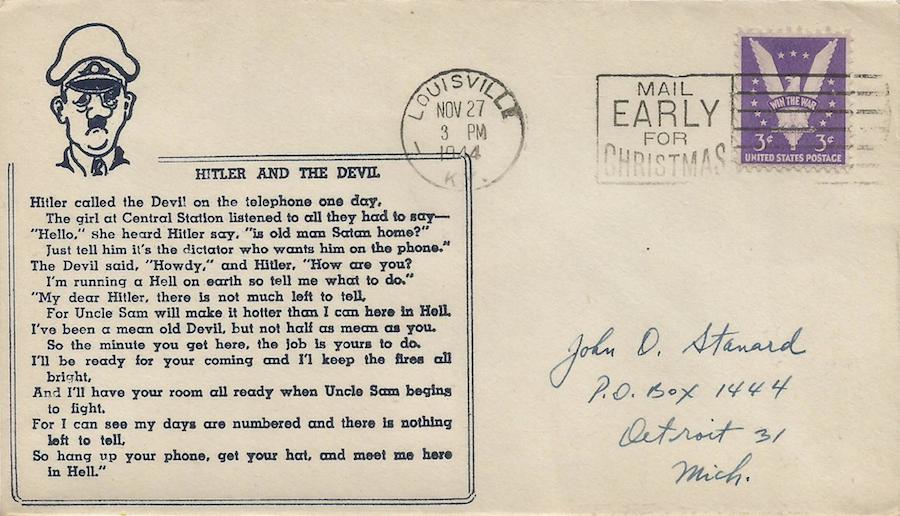 LOUISVILLE
NOV 27
3 PM
1944
KY.
MAIL
EARLY
FOR
CHRISTMAS
WIN THE WAR
3¢ 3¢
UNITED STATES POSTAGE
HITLER AND THE DEVIL
Hitler called the Devil on the telephone one day,
The girl at Central Station listened to all they had to say—
"Hello," she heard Hitler say, "is old man Satan home?"
Just tell him it's the dictator who wants him on the phone."
The Devil said, "Howdy," and Hitler, "How are you?
I'm running a Hell on earth so tell me what to do."
"My dear Hitler, there is not much left to tell,
For Uncle Sam will make it hotter than I can here in Hell.
I've been a mean old Devil, but not half as mean as you.
So the minute you get here, the job is yours to do.
I'll be ready for your coming and I'l keep the fires all
bright,
And I'll have your room all ready when Uncle Sam begins
to fight.
For I can see my days are numbered and there is nothing
left to tell,
So hang up your phone, get your hat, and meet me here
in Hell."
John D. Stanard
P.O. Box 1444
Detroit 31
Mich.